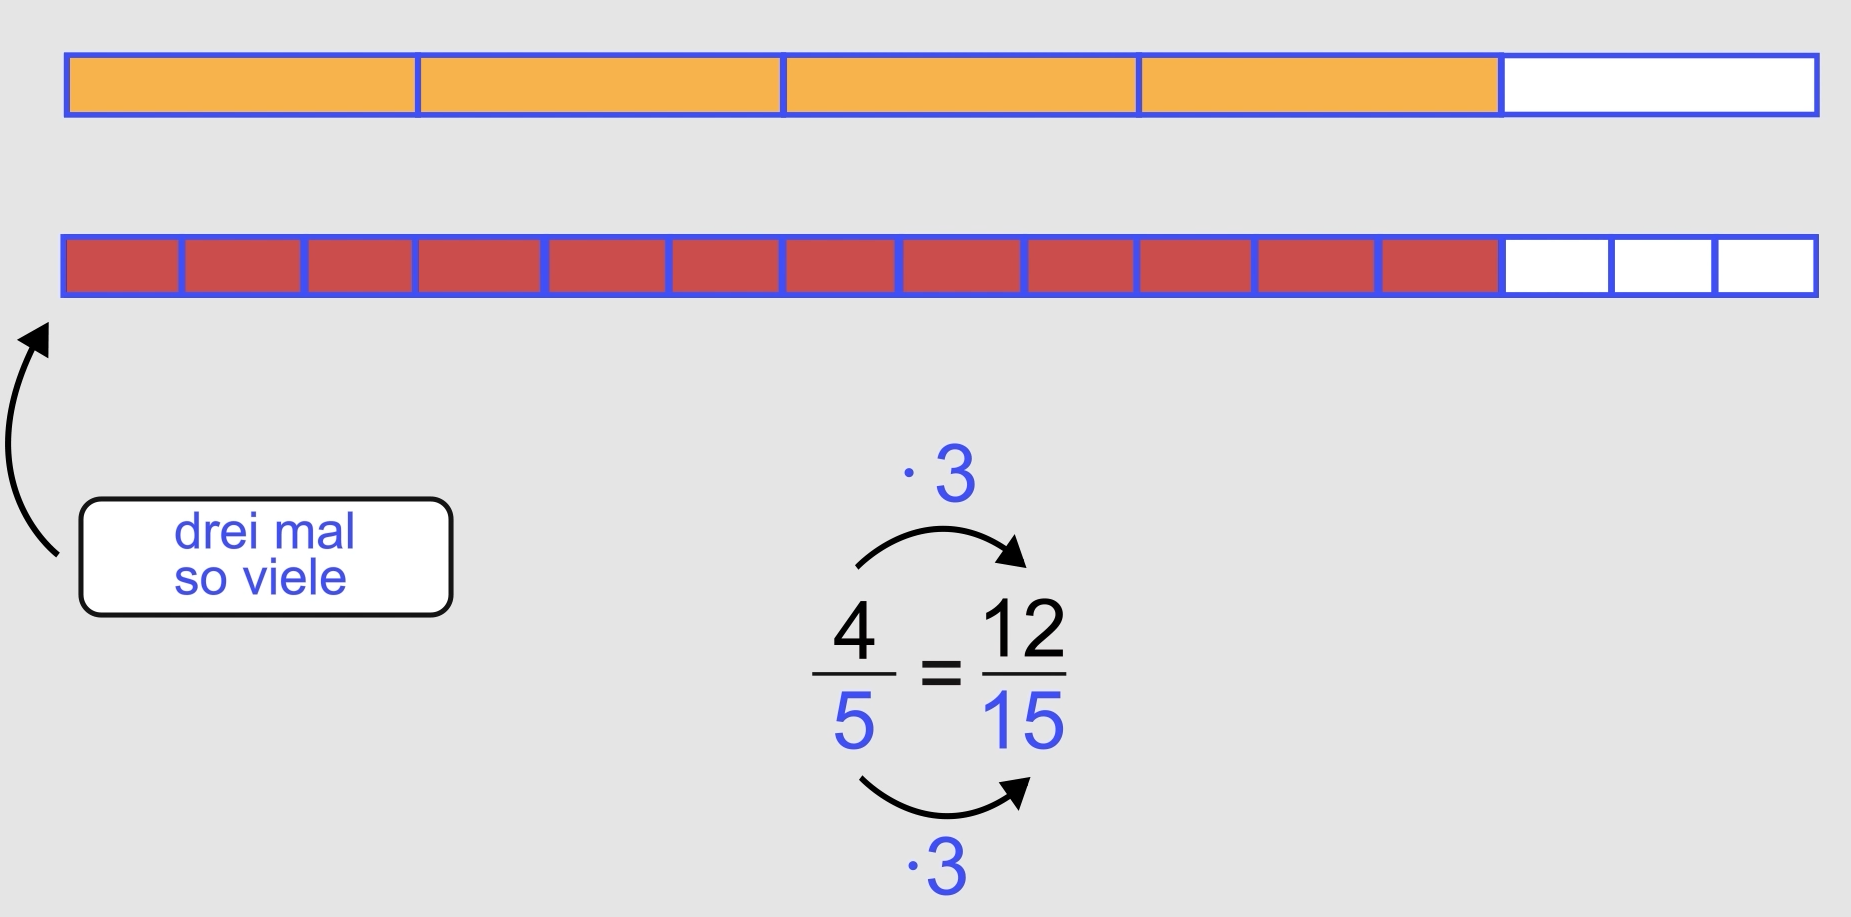 drei mal
so viele
· 3
4/5 = 12/15
·3